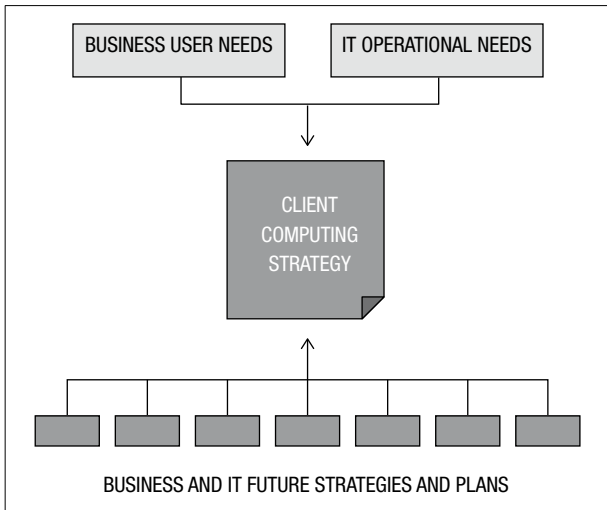 BUSINESS USER NEEDS
IT OPERATIONAL NEEDS
CLIENT
COMPUTING
STRATEGY
BUSINESS AND IT FUTURE STRATEGIES AND PLANS